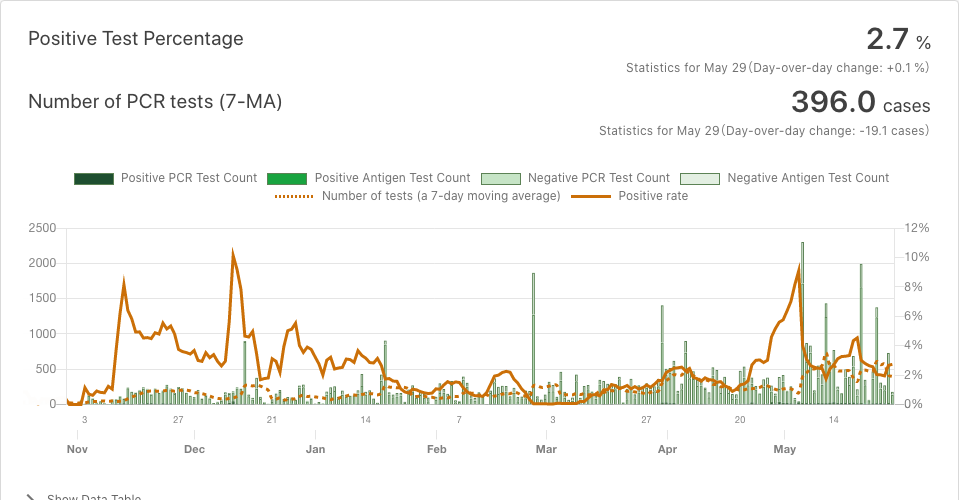 Positive Test Percentage
2.7 %
Statistics for May 29(Day-over-day change: +0.1 %)
Number of PCR tests (7-MA)
396.0 cases
Statistics for May 29(Day-over-day change: -19.1 cases)
Positive PCR Test Count Positive Antigen Test Count Negative PCR Test Count Negative Antigen Test Count
Number of tests (a 7-day moving average) Positive rate
2500 12%
2000 10%
1500 8%
1000 6%
4%
500 2%
0 0%
3 27 21 14 7 3 27 20 14
Nov Dec Jan Feb Mar Apr May
Show Data Table